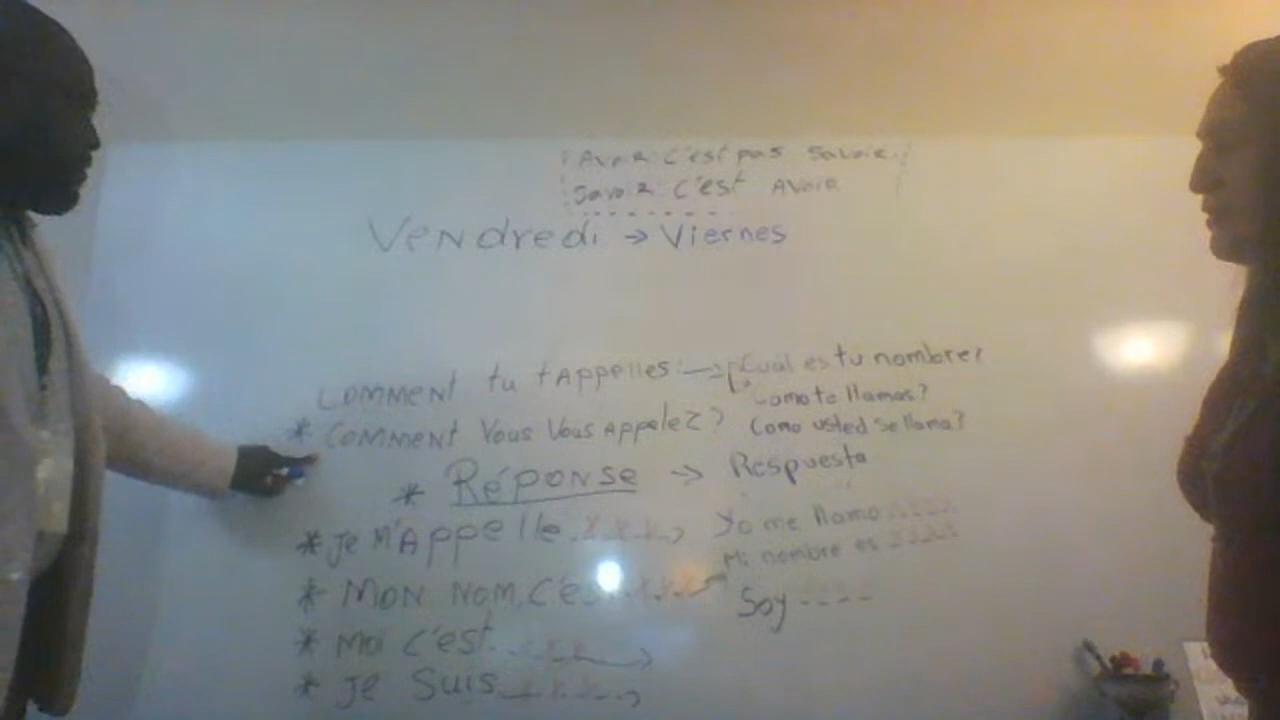 Avoir c'est pas Savoir
Savoir c'est Avoir
Vendredi → Viernes
Comment tu t'Appelles: → ¿Cuál es tu nombre?
Como te llamas?
* Comment Vous Vous Appelez? Como usted se llama?
* Réponse → Respuesta
* Je m'Appelle Yo me llamo
Mi nombre es
* Mon Nom, C'es Soy ----
* Moi c'est
* Je Suis